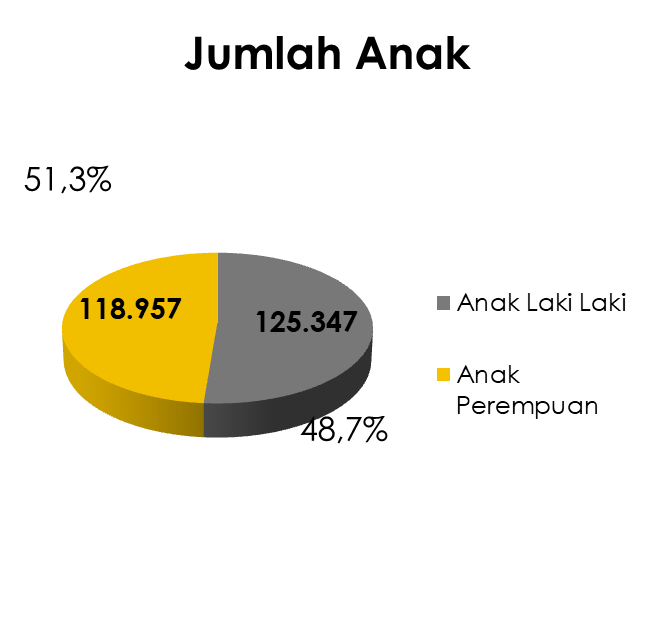 Jumlah Anak
51,3%
118.957
125.347
48,7%
Anak Laki Laki
Anak
Perempuan